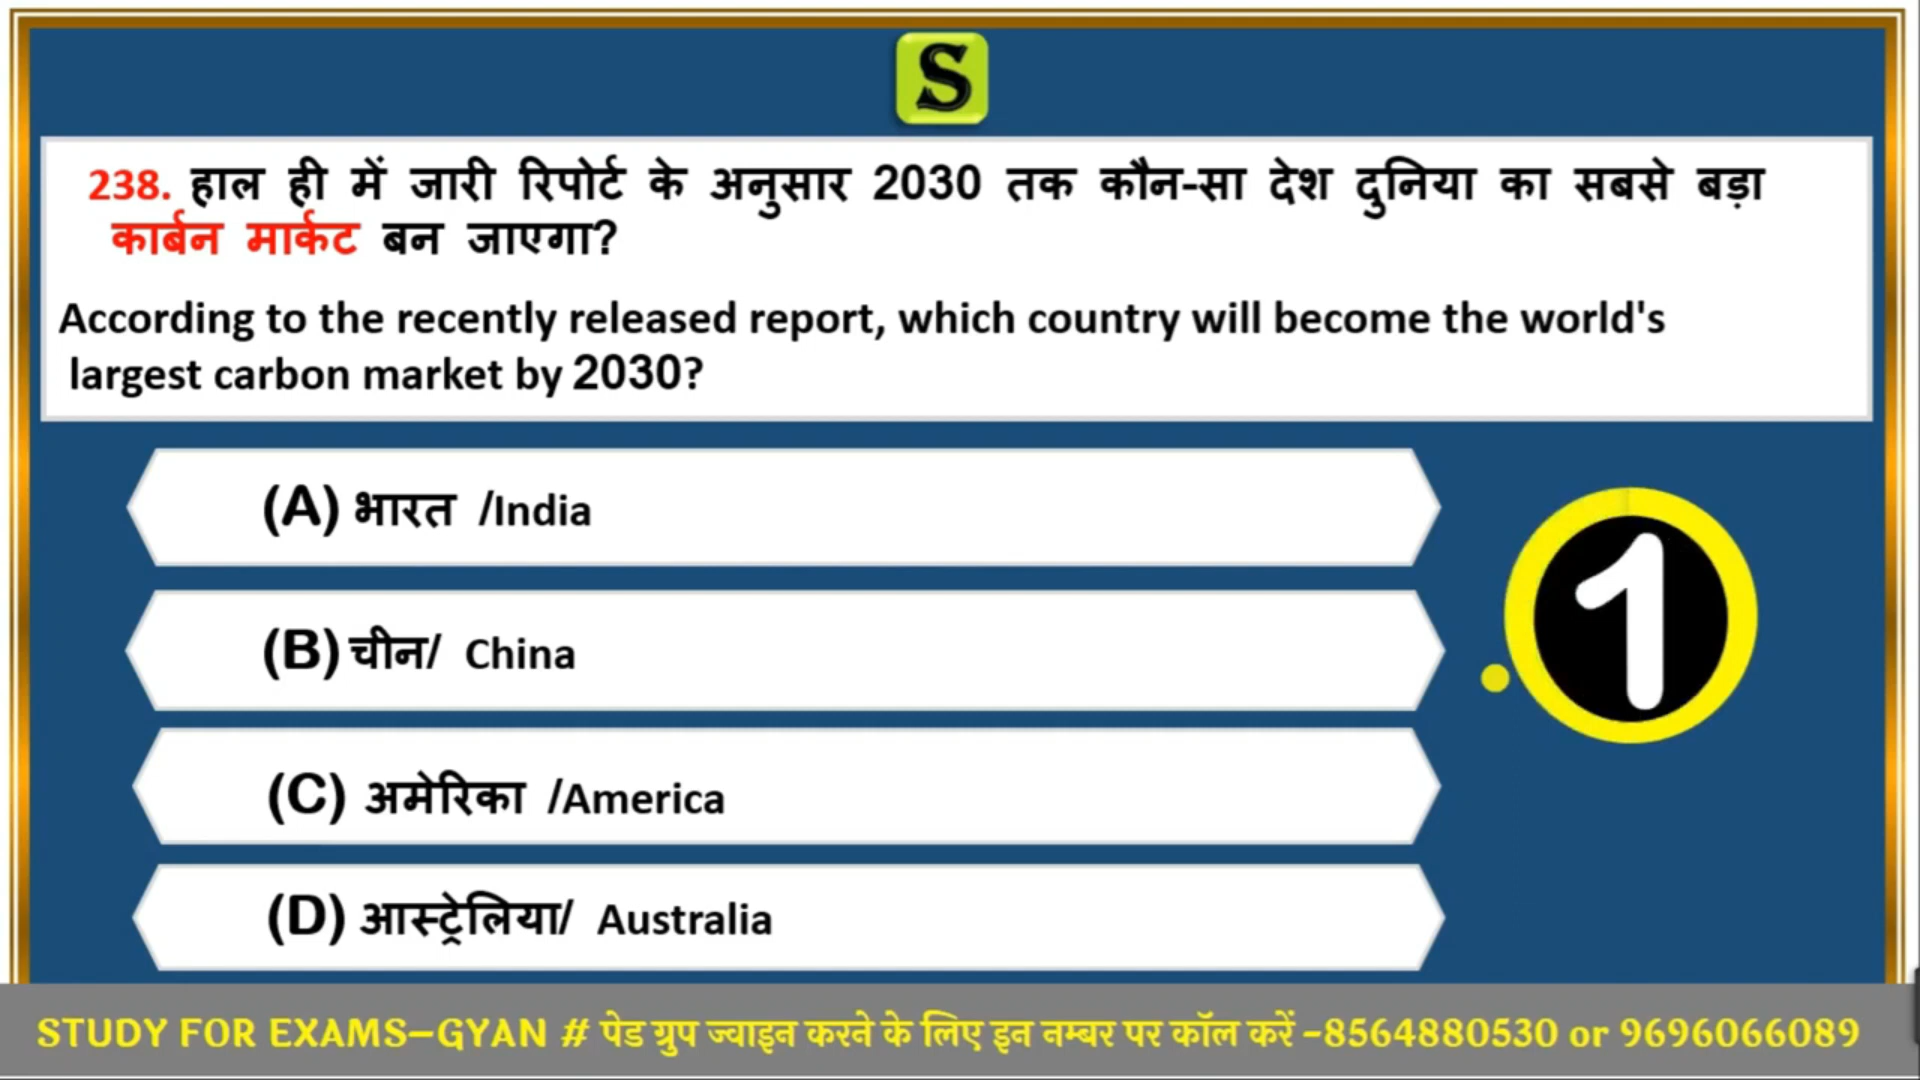 S
238. हाल ही में जारी रिपोर्ट के अनुसार 2030 तक कौन-सा देश दुनिया का सबसे बड़ा
कार्बन मार्कट बन जाएगा?
According to the recently released report, which country will become the world's
largest carbon market by 2030?
(A) भारत /India
(B) चीन/ China
1
(C) अमेरिका /America
(D) आस्ट्रेलिया/ Australia
STUDY FOR EXAMS–GYAN # पेड ग्रुप ज्वाइन करने के लिए इन नम्बर पर कॉल करें –8564880530 or 9696066089